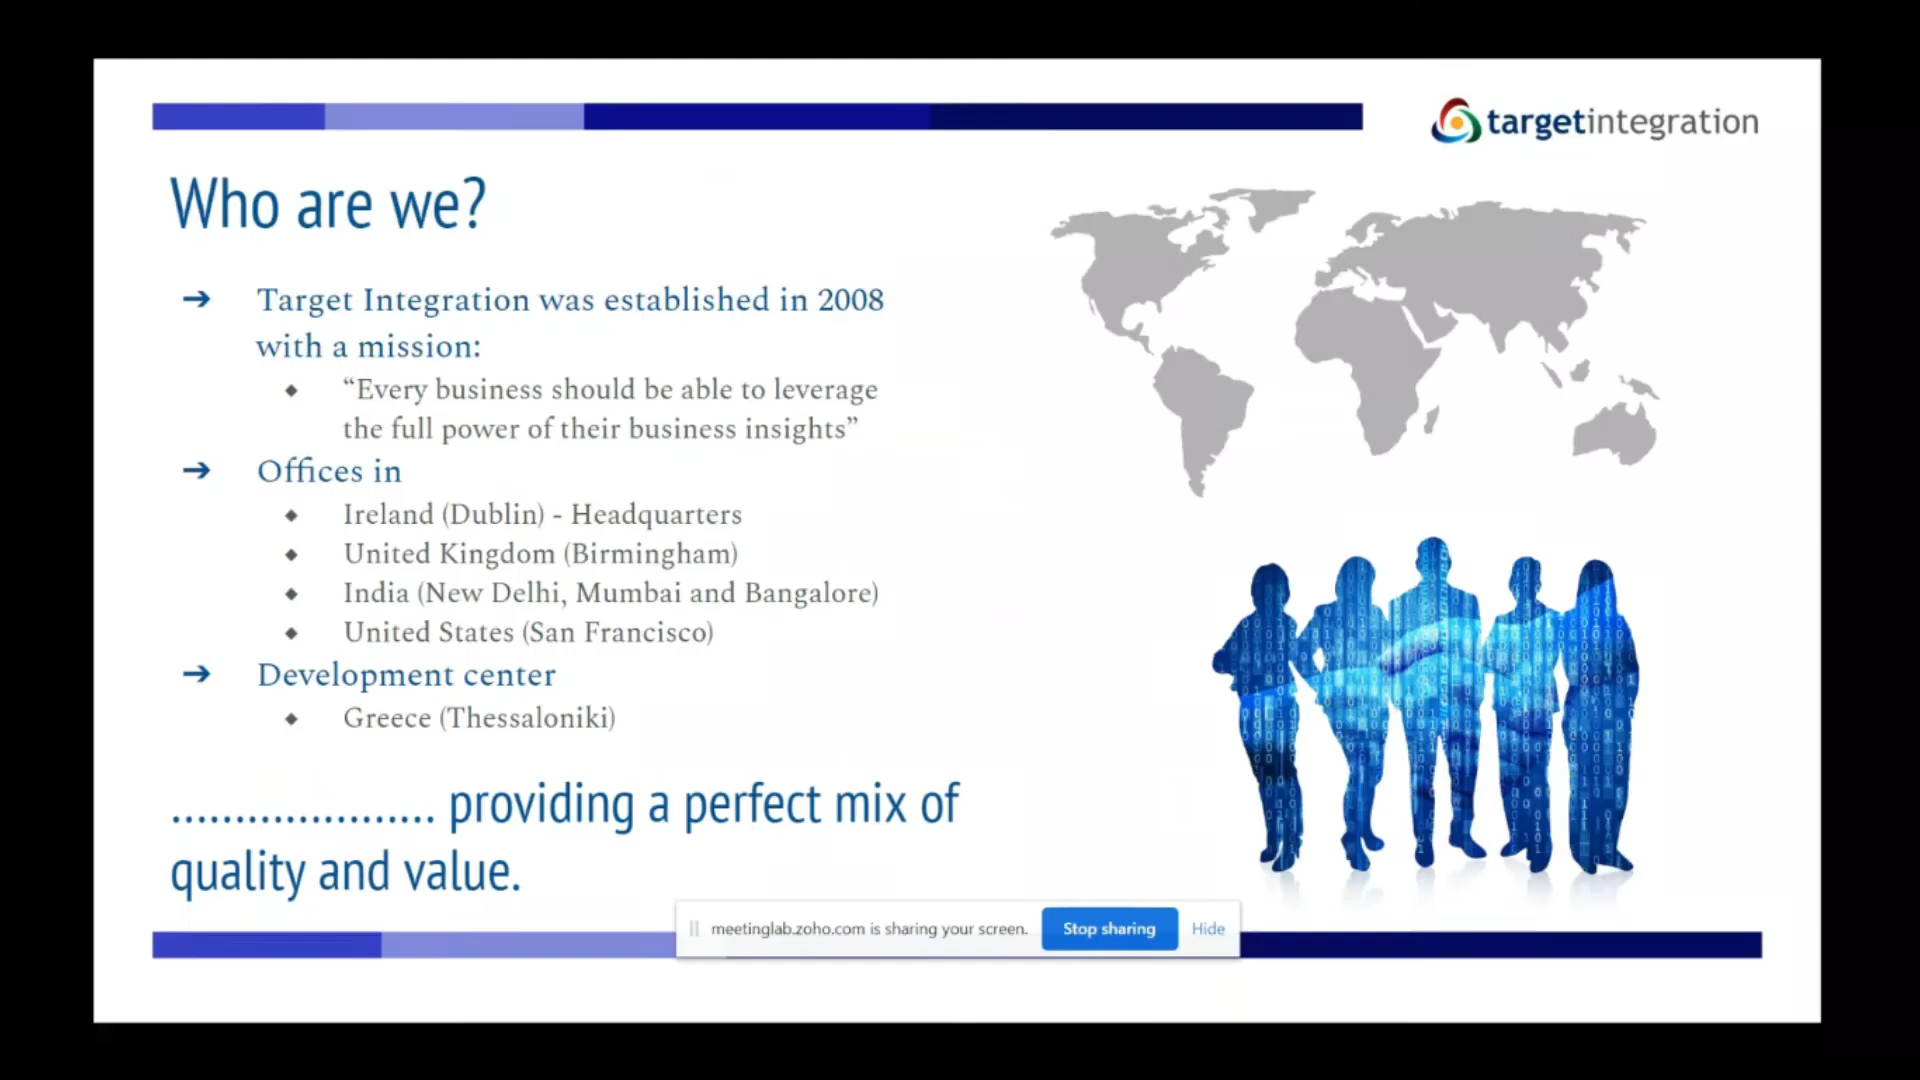 targetintegration
Who are we?
➔ Target Integration was established in 2008
with a mission:
◆ “Every business should be able to leverage
the full power of their business insights”
➔ Offices in
◆ Ireland (Dublin) - Headquarters
◆ United Kingdom (Birmingham)
◆ India (New Delhi, Mumbai and Bangalore)
◆ United States (San Francisco)
➔ Development center
◆ Greece (Thessaloniki)
..................... providing a perfect mix of
quality and value.
meetinglab.zoho.com is sharing your screen. Stop sharing Hide